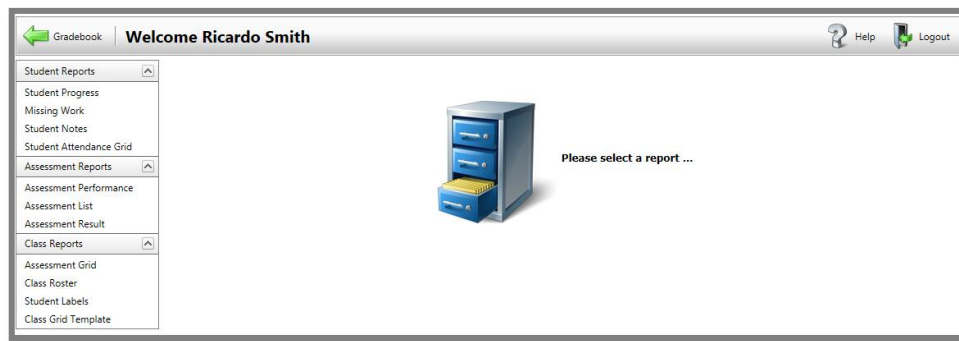 Gradebook
Welcome Ricardo Smith
Help
Logout
Student Reports
Student Progress
Missing Work
Student Notes
Student Attendance Grid
Assessment Reports
Assessment Performance
Assessment List
Assessment Result
Class Reports
Assessment Grid
Class Roster
Student Labels
Class Grid Template
Please select a report ...